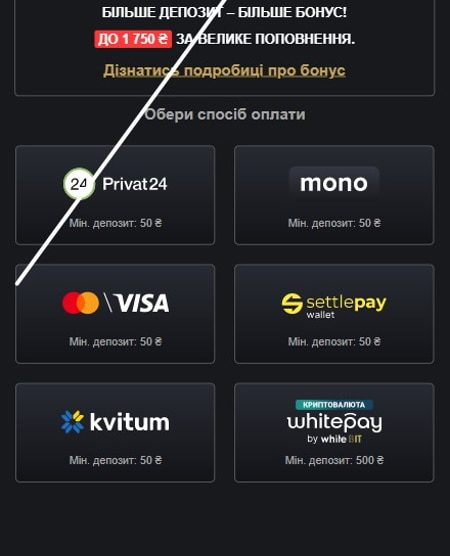 БІЛЬШЕ ДЕПОЗИТ – БІЛЬШЕ БОНУС!
ДО 1 750 ₴ ЗА ВЕЛИКЕ ПОПОВНЕННЯ.
Дізнатись подробиці про бонус
Обери спосіб оплати
24 Privat24
mono
Мін. депозит: 50 ₴
Мін. депозит: 50 ₴
VISA
settlepay
wallet
Мін. депозит: 50 ₴
Мін. депозит: 50 ₴
kvitum
КРИПТОВАЛЮТА
whitepay
by white BIT
Мін. депозит: 50 ₴
Мін. депозит: 500 ₴